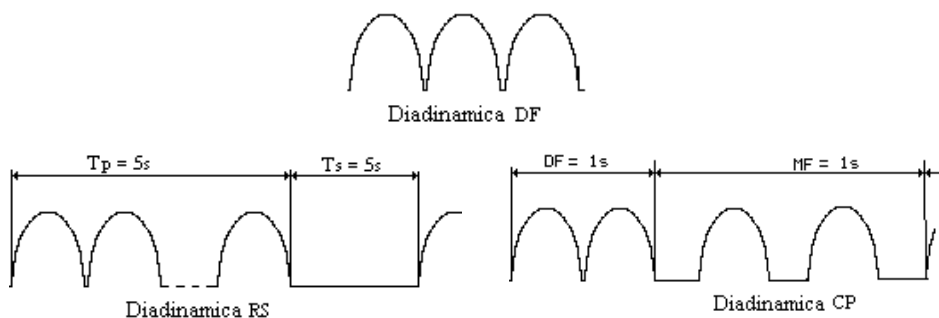 Diadinamica DF
Tp = 5s
Ts = 5s
DF = 1s
MF = 1s
Diadinamica RS
Diadinamica CP